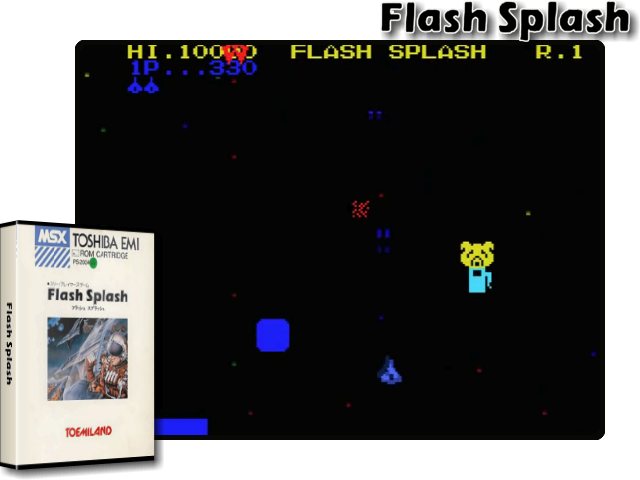 Flash Splash
HI.10000 FLASH SPLASH R.1
1P...330
MSX TOSHIBA EMI
ROM CARTRIDGE
Flash Splash
フラッシュ スプラッシュ
TOEMILAND
Flash Splash